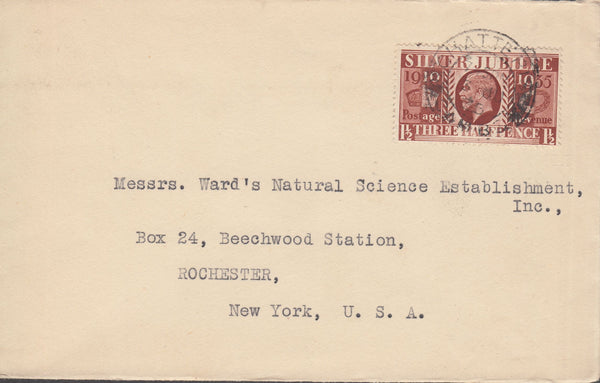 SILVER JUBILEE
1910 1935
Postage Revenue
1½ THREE HALFPENCE 1½
Messrs. Ward's Natural Science Establishment,
Inc.,
Box 24, Beechwood Station,
ROCHESTER,
New York, U. S. A.